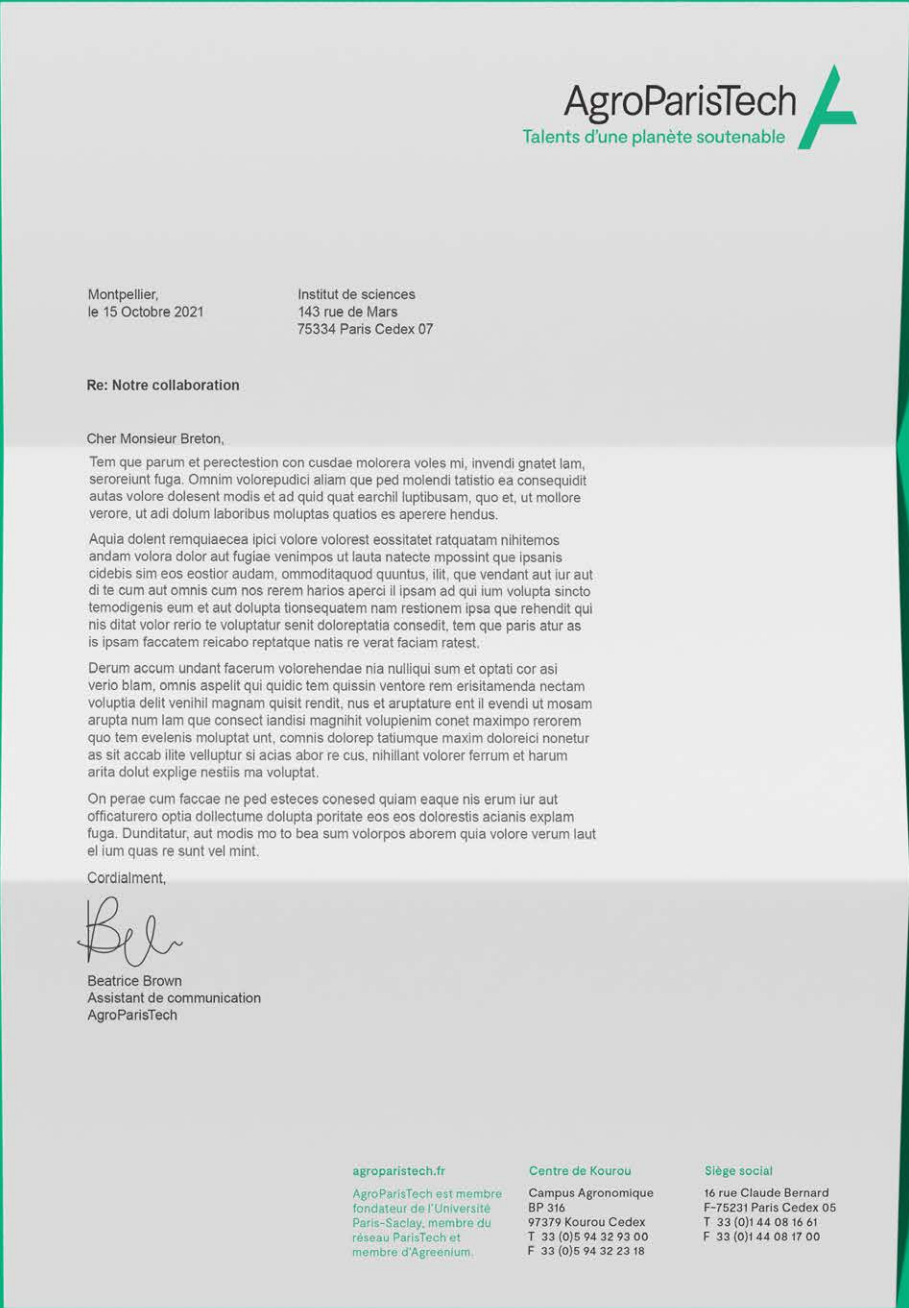 AgroParisTech
Talents d'une planète soutenable
Montpellier,
le 15 Octobre 2021
Institut de sciences
143 rue de Mars
75334 Paris Cedex 07
Re: Notre collaboration
Cher Monsieur Breton,
Tem que parum et perectestion con cusdae molorera voles mi, invendi gnatet lam,
seroreiunt fuga. Omnim volorepudici aliam que ped molendi tatistio ea consequidit
autas volore dolesent modis et ad quid quat earchil luptibusam, quo et, ut mollore
verore, ut adi dolum laboribus moluptas quatios es aperere hendus.
Aquia dolent remquiaecea ipici volore volorest eossitatet ratquatam nihitemos
andam volora dolor aut fugiae venimpos ut lauta natecte mpossint que ipsanis
cidebis sim eos eostior audam, ommoditaquod quuntus, ilit, que vendant aut iur aut
di te cum aut omnis cum nos rerem harios aperci il ipsam ad qui ium volupta sincto
temodigenis eum et aut dolupta tionsequatem nam restionem ipsa que rehendit qui
nis ditat volor rerio te voluptatur senit doloreptatia consedit, tem que paris atur as
is ipsam faccatem reicabo reptatque natis re verat faciam ratest.
Derum accum undant facerum volorehendae nia nulliqui sum et optati cor asi
verio blam, omnis aspelit qui quidic tem quissin ventore rem erisitamenda nectam
voluptia delit venihil magnam quisit rendit, nus et aruptature ent il evendi ut mosam
arupta num lam que consect iandisi magnihit volupienim conet maximpo rerorem
quo tem evelenis moluptat unt, comnis dolorep tatiumque maxim doloreici nonetur
as sit accab ilite velluptur si acias abor re cus, nihillant volorer ferrum et harum
arita dolut explige nestiis ma voluptat.
On perae cum faccae ne ped esteces conesed quiam eaque nis erum iur aut
officaturero optia dollectume dolupta poritate eos eos dolorestis acianis explam
fuga. Dunditatur, aut modis mo to bea sum volorpos aborem quia volore verum laut
el ium quas re sunt vel mint.
Cordialment,
Beatrice Brown
Assistant de communication
AgroParisTech
agroparistech.fr
AgroParisTech est membre
fondateur de l'Université
Paris-Saclay, membre du
réseau ParisTech et
membre d'Agreenium.
Centre de Kourou
Campus Agronomique
BP 316
97379 Kourou Cedex
T 33 (0)5 94 32 93 00
F 33 (0)5 94 32 23 18
Siège social
16 rue Claude Bernard
F-75231 Paris Cedex 05
T 33 (0)1 44 08 16 61
F 33 (0)1 44 08 17 00